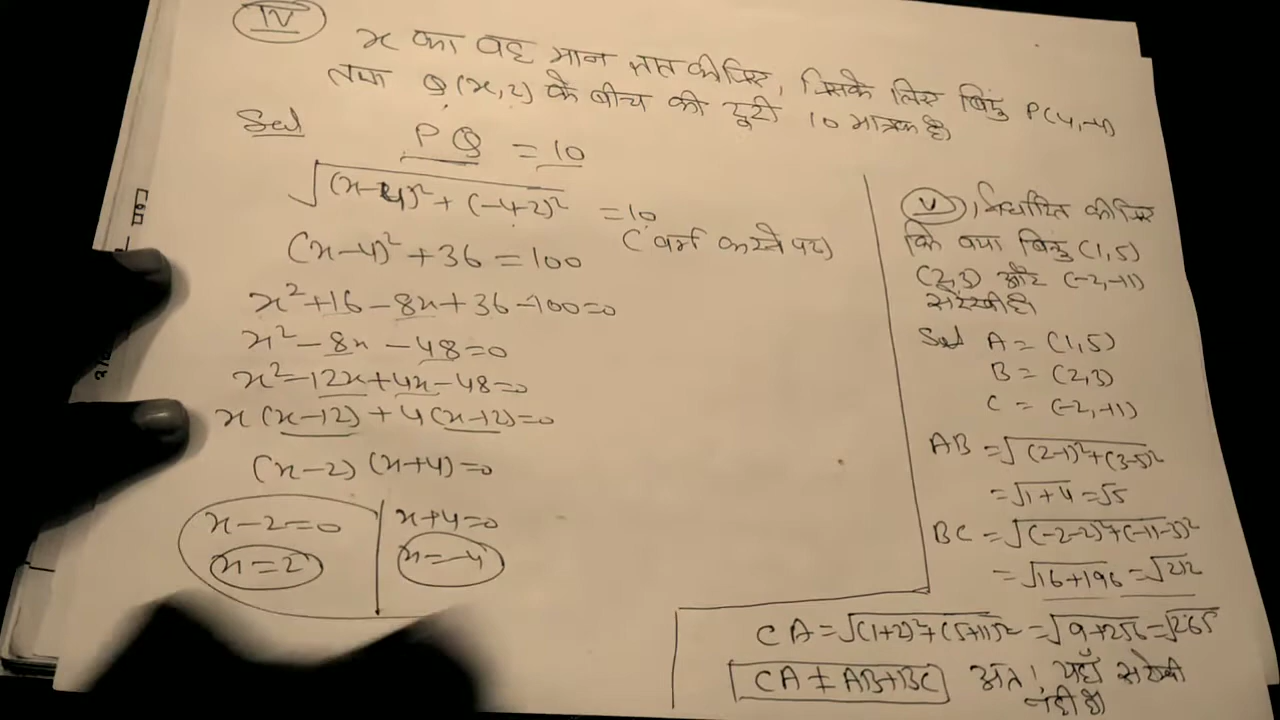 IV
x का वह मान ज्ञात कीजिए, जिसके लिए बिंदु P(4,-4)
तथा Q(x,2) के बीच की दूरी 10 मात्रक है।
Sol
PQ = 10
√(x-4)²+(-4-2)² = 10
(वर्ग करने पर)
(x-4)²+36 = 100
x²+16-8x+36-100=0
x²-8x-48=0
x²-12x+4x-48=0
x(x-12)+4(x-12)=0
(x-2)(x+4)=0
x-2=0
x=2
x+4=0
x=-4
V, निर्धारित कीजिए
कि क्या बिंदु (1,5)
(2,3) और (-2,-11)
संरेखी है।
Sol A = (1,5)
B = (2,3)
C = (-2,-11)
AB = √(2-1)²+(3-5)²
= √1+4 = √5
BC = √(-2-2)²+(-11-3)²
= √16+196 = √212
CA = √(1+2)²+(5+11)² = √9+256 = √265
CA ≠ AB+BC अतः यहाँ संरेखी
नहीं है।